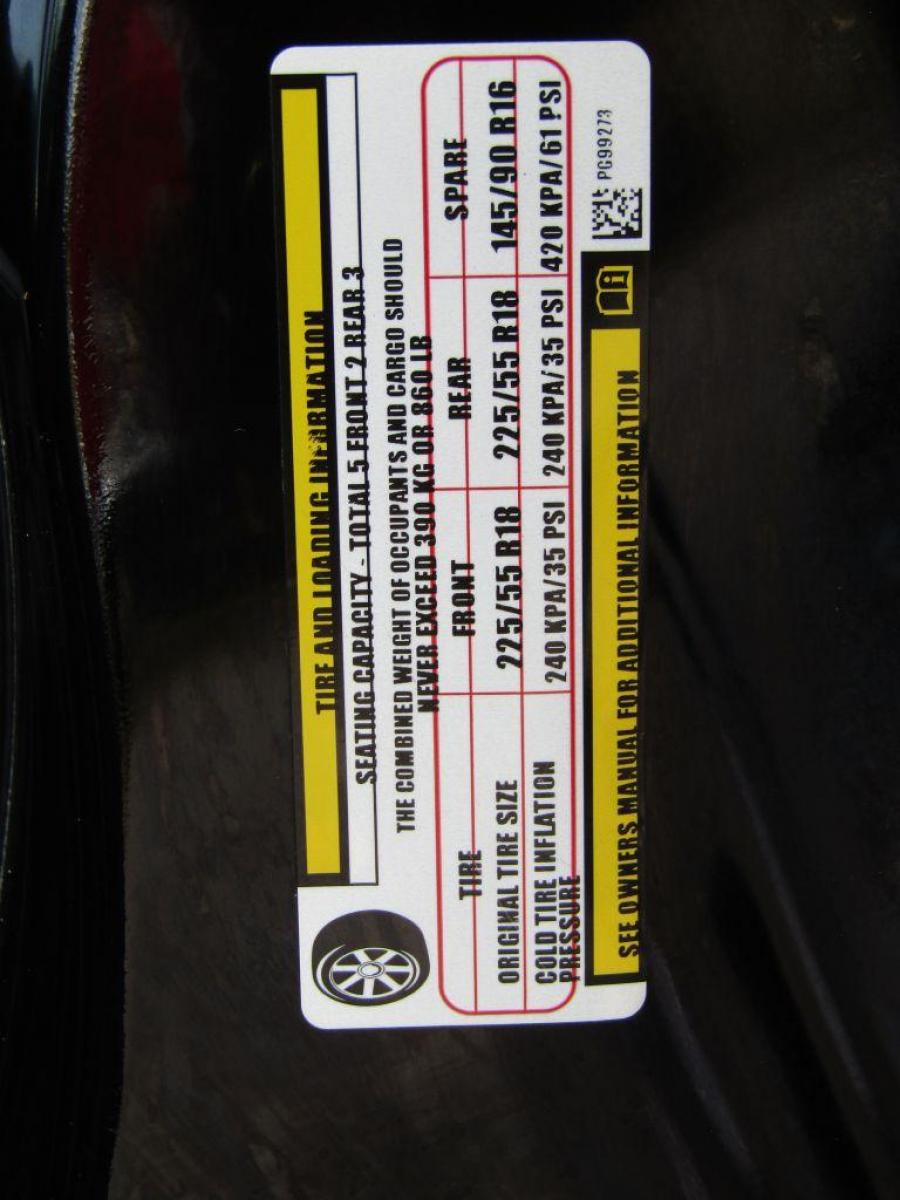 TIRE AND LOADING INFORMATION
SEATING CAPACITY - TOTAL 5 FRONT 2 REAR 3
THE COMBINED WEIGHT OF OCCUPANTS AND CARGO SHOULD
NEVER EXCEED 390 KG OR 860 LB
TIRE FRONT REAR SPARE
ORIGINAL TIRE SIZE 225/55 R18 225/55 R18 145/90 R16
COLD TIRE INFLATION PRESSURE 240 KPA/35 PSI 240 KPA/35 PSI 420 KPA/61 PSI
SEE OWNERS MANUAL FOR ADDITIONAL INFORMATION
PG99273